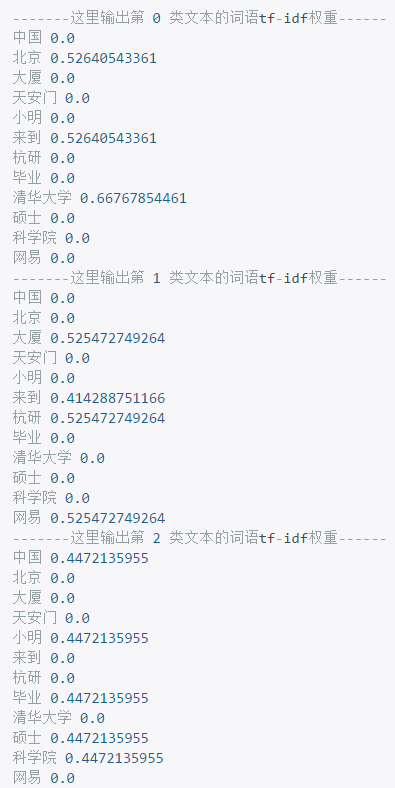 -------这里输出第 0 类文本的词语tf-idf权重------
中国 0.0
北京 0.52640543361
大厦 0.0
天安门 0.0
小明 0.0
来到 0.52640543361
杭研 0.0
毕业 0.0
清华大学 0.66767854461
硕士 0.0
科学院 0.0
网易 0.0
-------这里输出第 1 类文本的词语tf-idf权重------
中国 0.0
北京 0.0
大厦 0.525472749264
天安门 0.0
小明 0.0
来到 0.414288751166
杭研 0.525472749264
毕业 0.0
清华大学 0.0
硕士 0.0
科学院 0.0
网易 0.525472749264
-------这里输出第 2 类文本的词语tf-idf权重------
中国 0.4472135955
北京 0.0
大厦 0.0
天安门 0.0
小明 0.4472135955
来到 0.0
杭研 0.0
毕业 0.4472135955
清华大学 0.0
硕士 0.4472135955
科学院 0.4472135955
网易 0.0